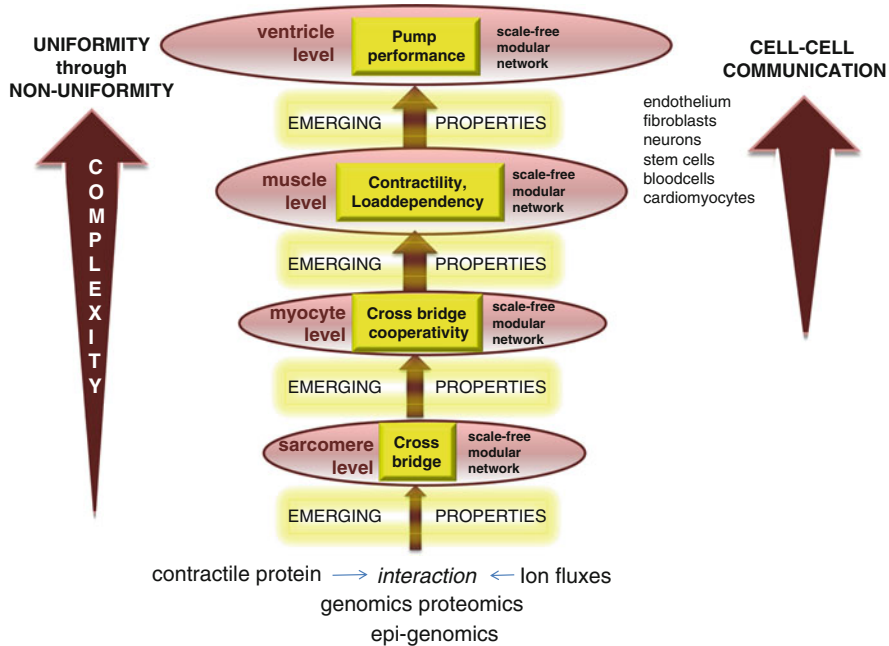 UNIFORMITY
through
NON-UNIFORMITY
COMPLEXITY
ventricle
level
Pump
performance
scale-free
modular
network
EMERGING PROPERTIES
muscle
level
Contractility,
Loaddependency
scale-free
modular
network
EMERGING PROPERTIES
myocyte
level
Cross bridge
cooperativity
scale-free
modular
network
EMERGING PROPERTIES
sarcomere
level
Cross
bridge
scale-free
modular
network
EMERGING PROPERTIES
contractile protein interaction Ion fluxes
genomics proteomics
epi-genomics
CELL-CELL
COMMUNICATION
endothelium
fibroblasts
neurons
stem cells
bloodcells
cardiomyocytes